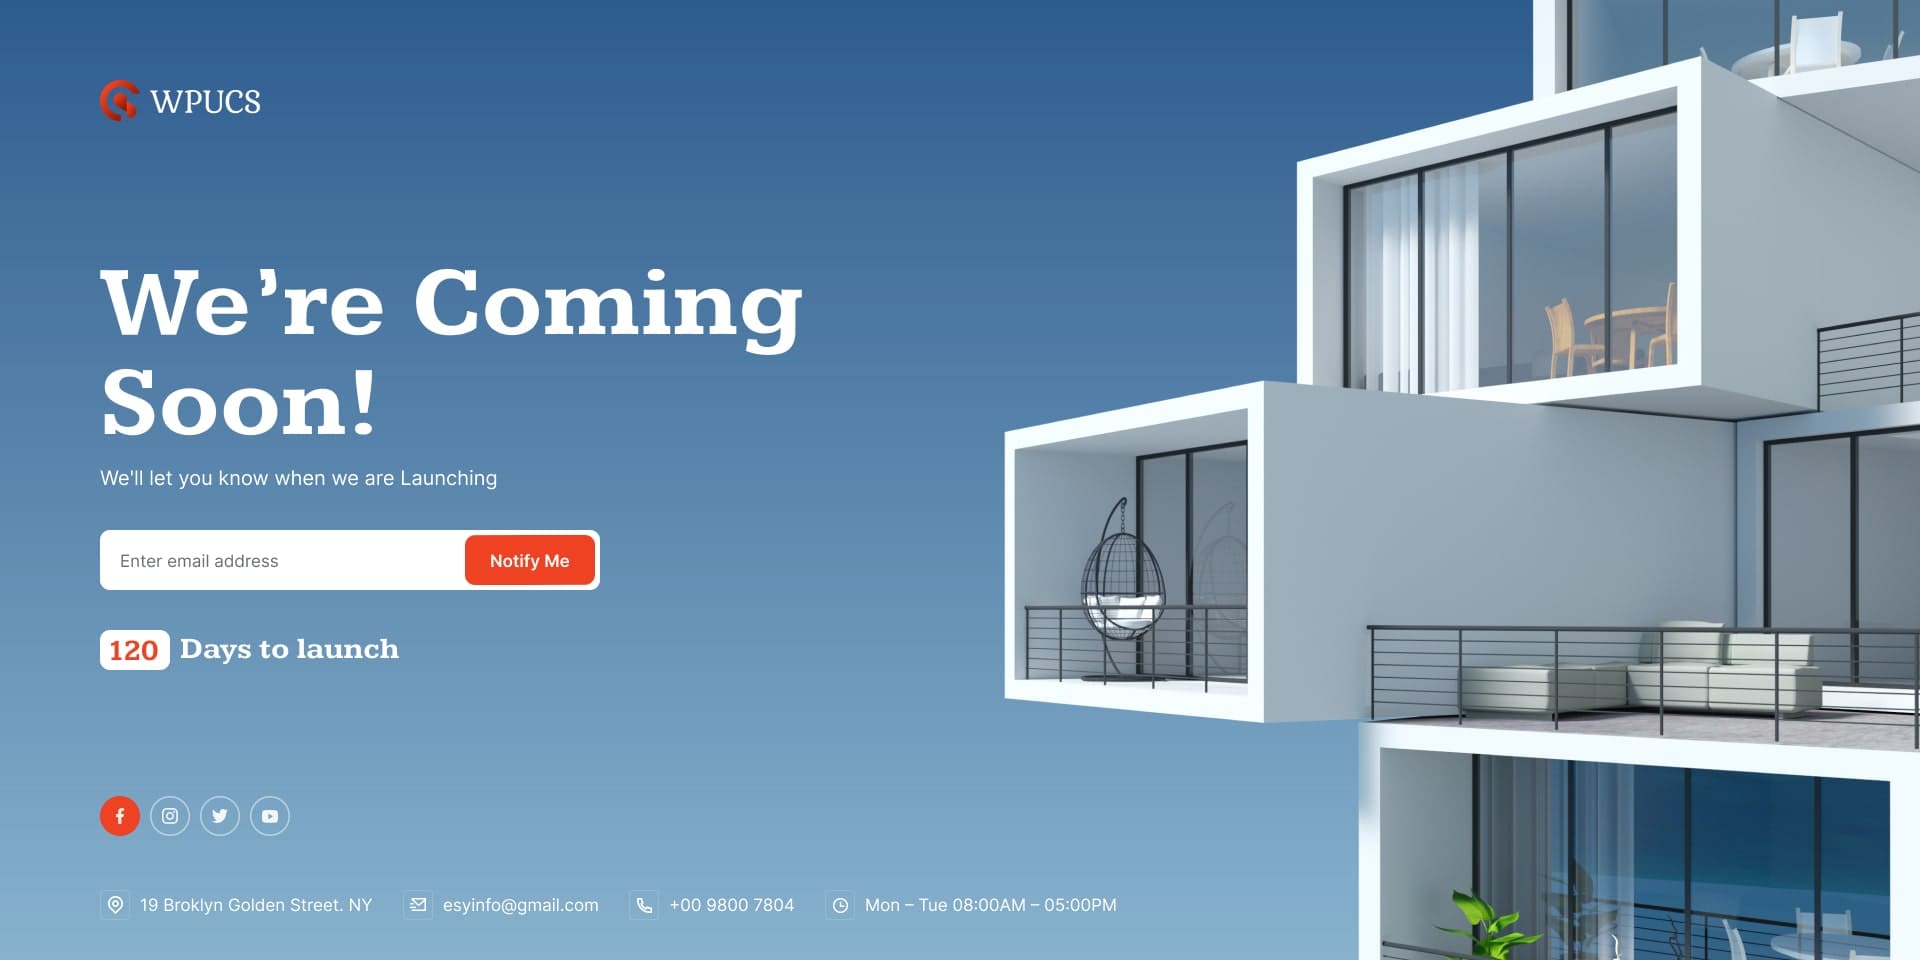 WPUCS
We’re Coming
Soon!
We'll let you know when we are Launching
Enter email address
Notify Me
120 Days to launch
19 Broklyn Golden Street. NY
esyinfo@gmail.com
+00 9800 7804
Mon – Tue 08:00AM – 05:00PM